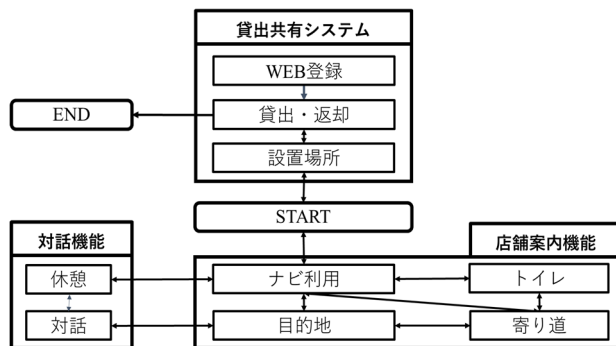 貸出共有システム
WEB登録
END
貸出・返却
設置場所
START
対話機能
店舗案内機能
休憩
ナビ利用
トイレ
対話
目的地
寄り道